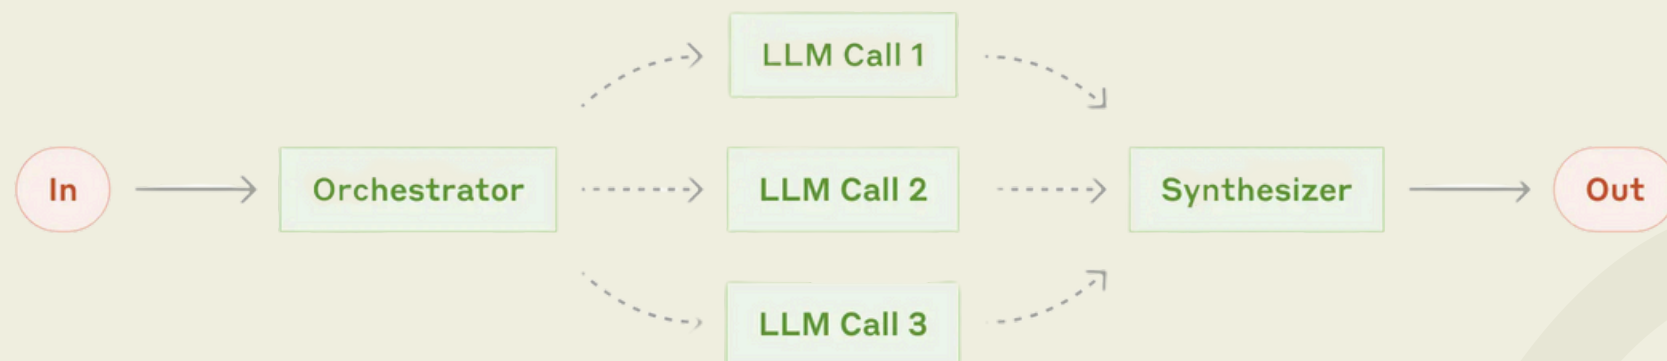 LLM Call 1
In
Orchestrator
LLM Call 2
Synthesizer
Out
LLM Call 3